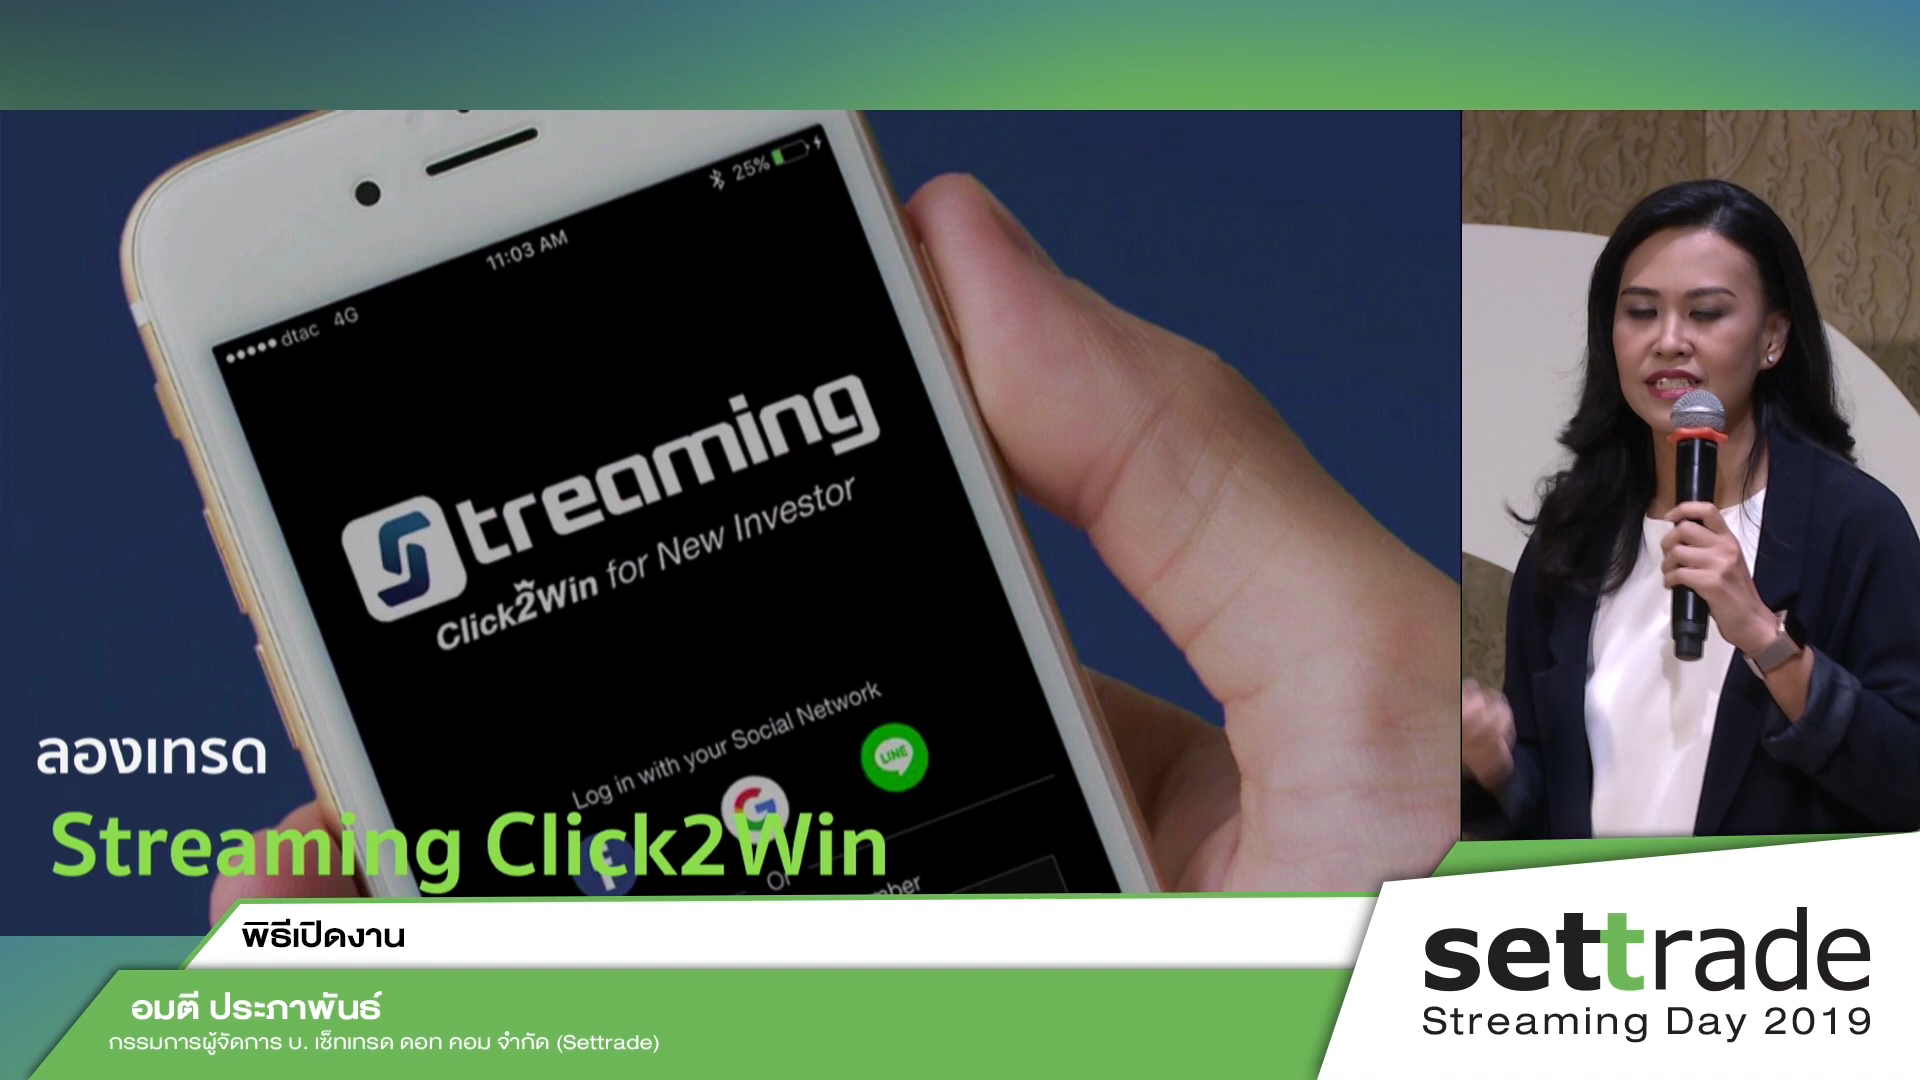 25%
11:03 AM
dtac 4G
Streaming
Click2Win for New Investor
Log in with your Social Network
LINE
ลองเทรด
Streaming Click2Win
พิธีเปิดงาน
อมตี ประภาพันธ์
กรรมการผู้จัดการ บ. เซ็ทเทรด ดอท คอม จำกัด (Settrade)
settrade
Streaming Day 2019